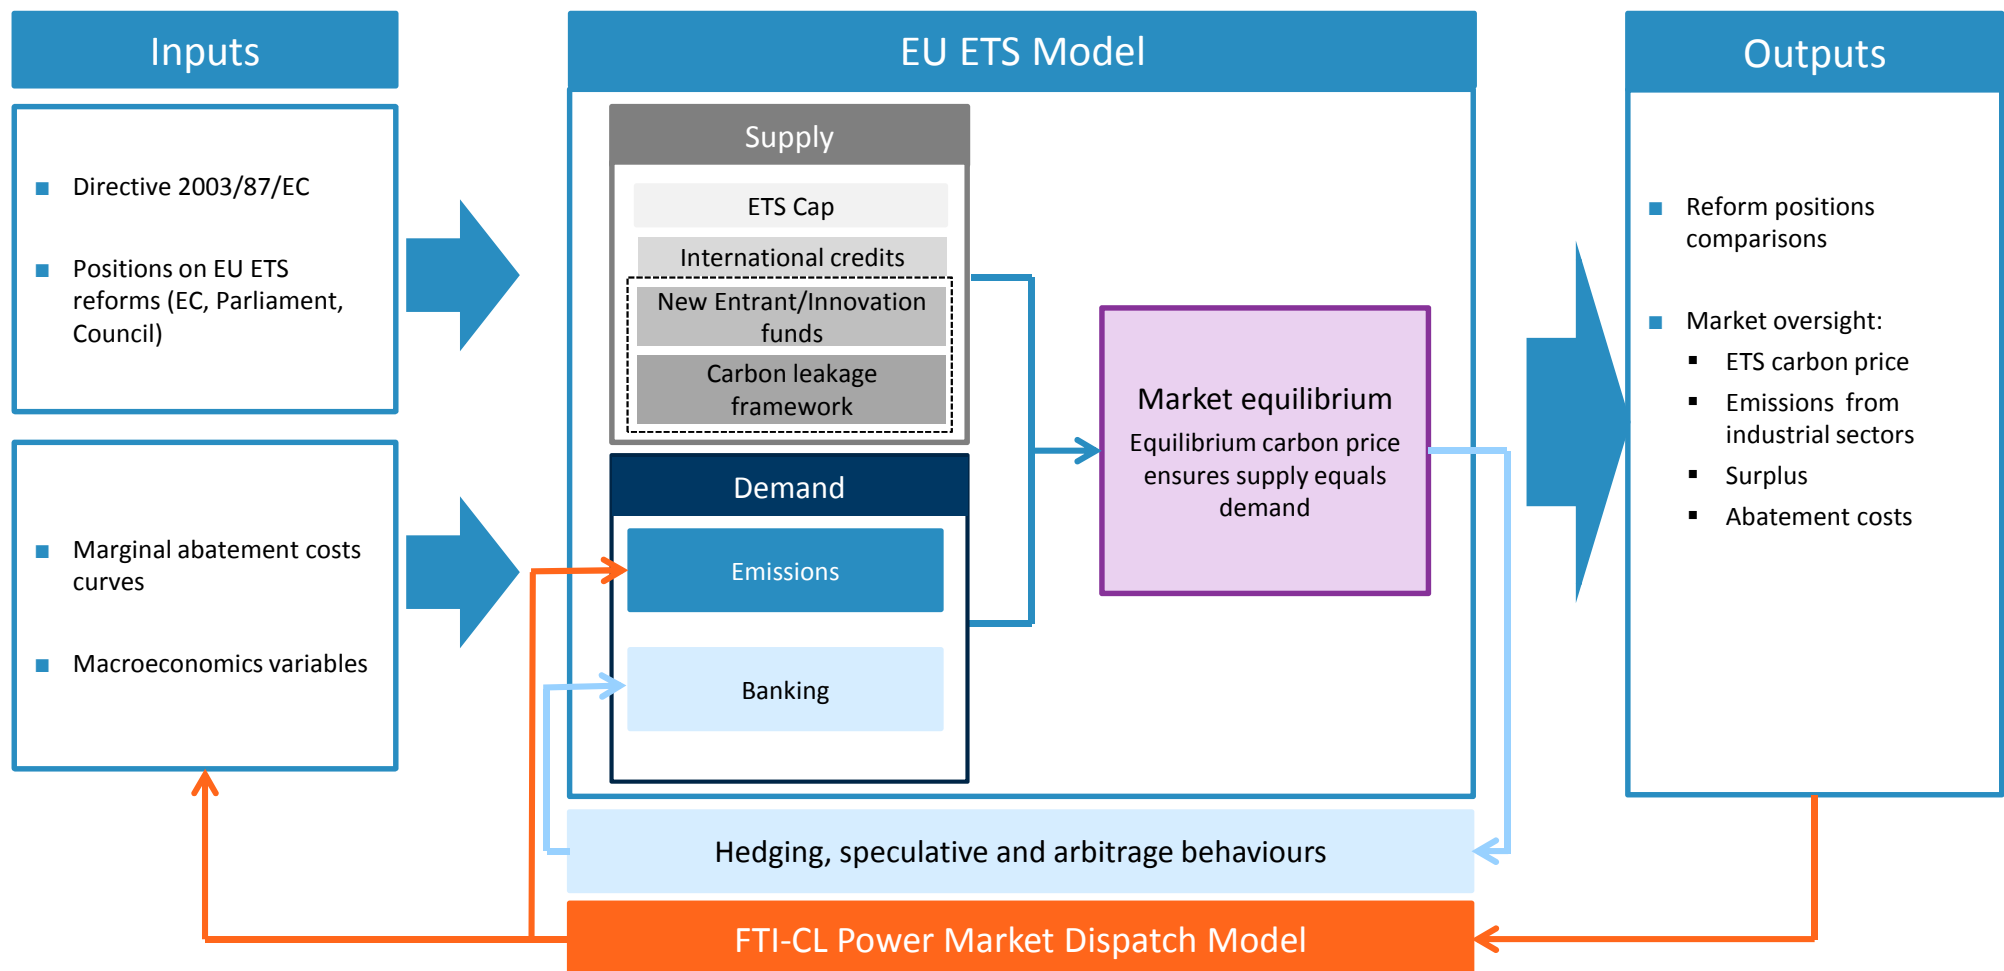 Inputs
Directive 2003/87/EC
Positions on EU ETS
reforms (EC, Parliament,
Council)
Marginal abatement costs
curves
Macroeconomics variables
EU ETS Model
Supply
ETS Cap
International credits
New Entrant/Innovation
funds
Carbon leakage
framework
Demand
Emissions
Banking
Market equilibrium
Equilibrium carbon price
ensures supply equals
demand
Hedging, speculative and arbitrage behaviours
FTI-CL Power Market Dispatch Model
Outputs
Reform positions
comparisons
Market oversight:
ETS carbon price
Emissions from
industrial sectors
Surplus
Abatement costs